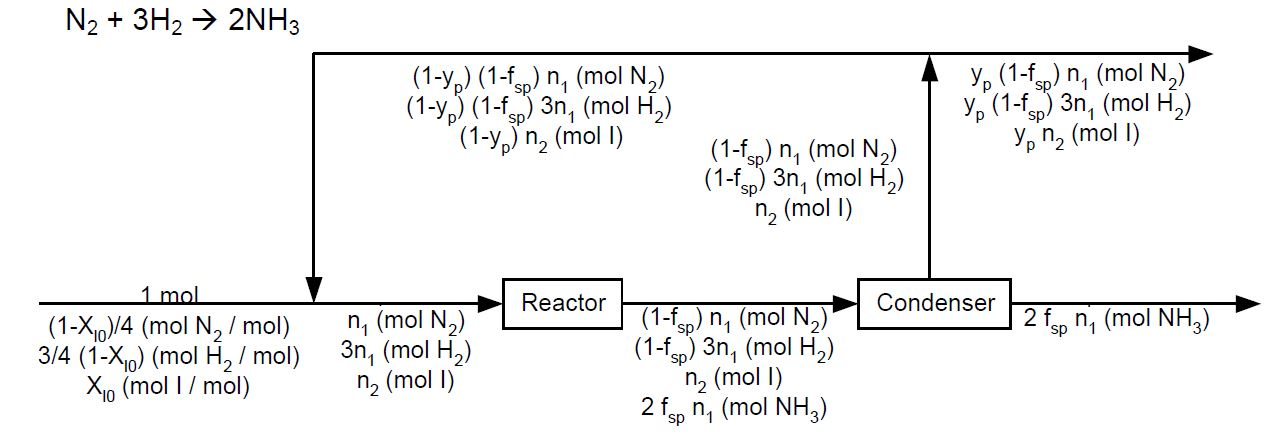 N₂ + 3H₂ → 2NH₃
(1-yₚ) (1-fₛₚ) n₁ (mol N₂)
(1-yₚ) (1-fₛₚ) 3n₁ (mol H₂)
(1-yₚ) n₂ (mol I)
yₚ (1-fₛₚ) n₁ (mol N₂)
yₚ (1-fₛₚ) 3n₁ (mol H₂)
yₚ n₂ (mol I)
(1-fₛₚ) n₁ (mol N₂)
(1-fₛₚ) 3n₁ (mol H₂)
n₂ (mol I)
1 mol
(1-X_I0)/4 (mol N₂ / mol)
3/4 (1-X_I0) (mol H₂ / mol)
X_I0 (mol I / mol)
n₁ (mol N₂)
3n₁ (mol H₂)
n₂ (mol I)
Reactor
(1-fₛₚ) n₁ (mol N₂)
(1-fₛₚ) 3n₁ (mol H₂)
n₂ (mol I)
2 fₛₚ n₁ (mol NH₃)
Condenser
2 fₛₚ n₁ (mol NH₃)